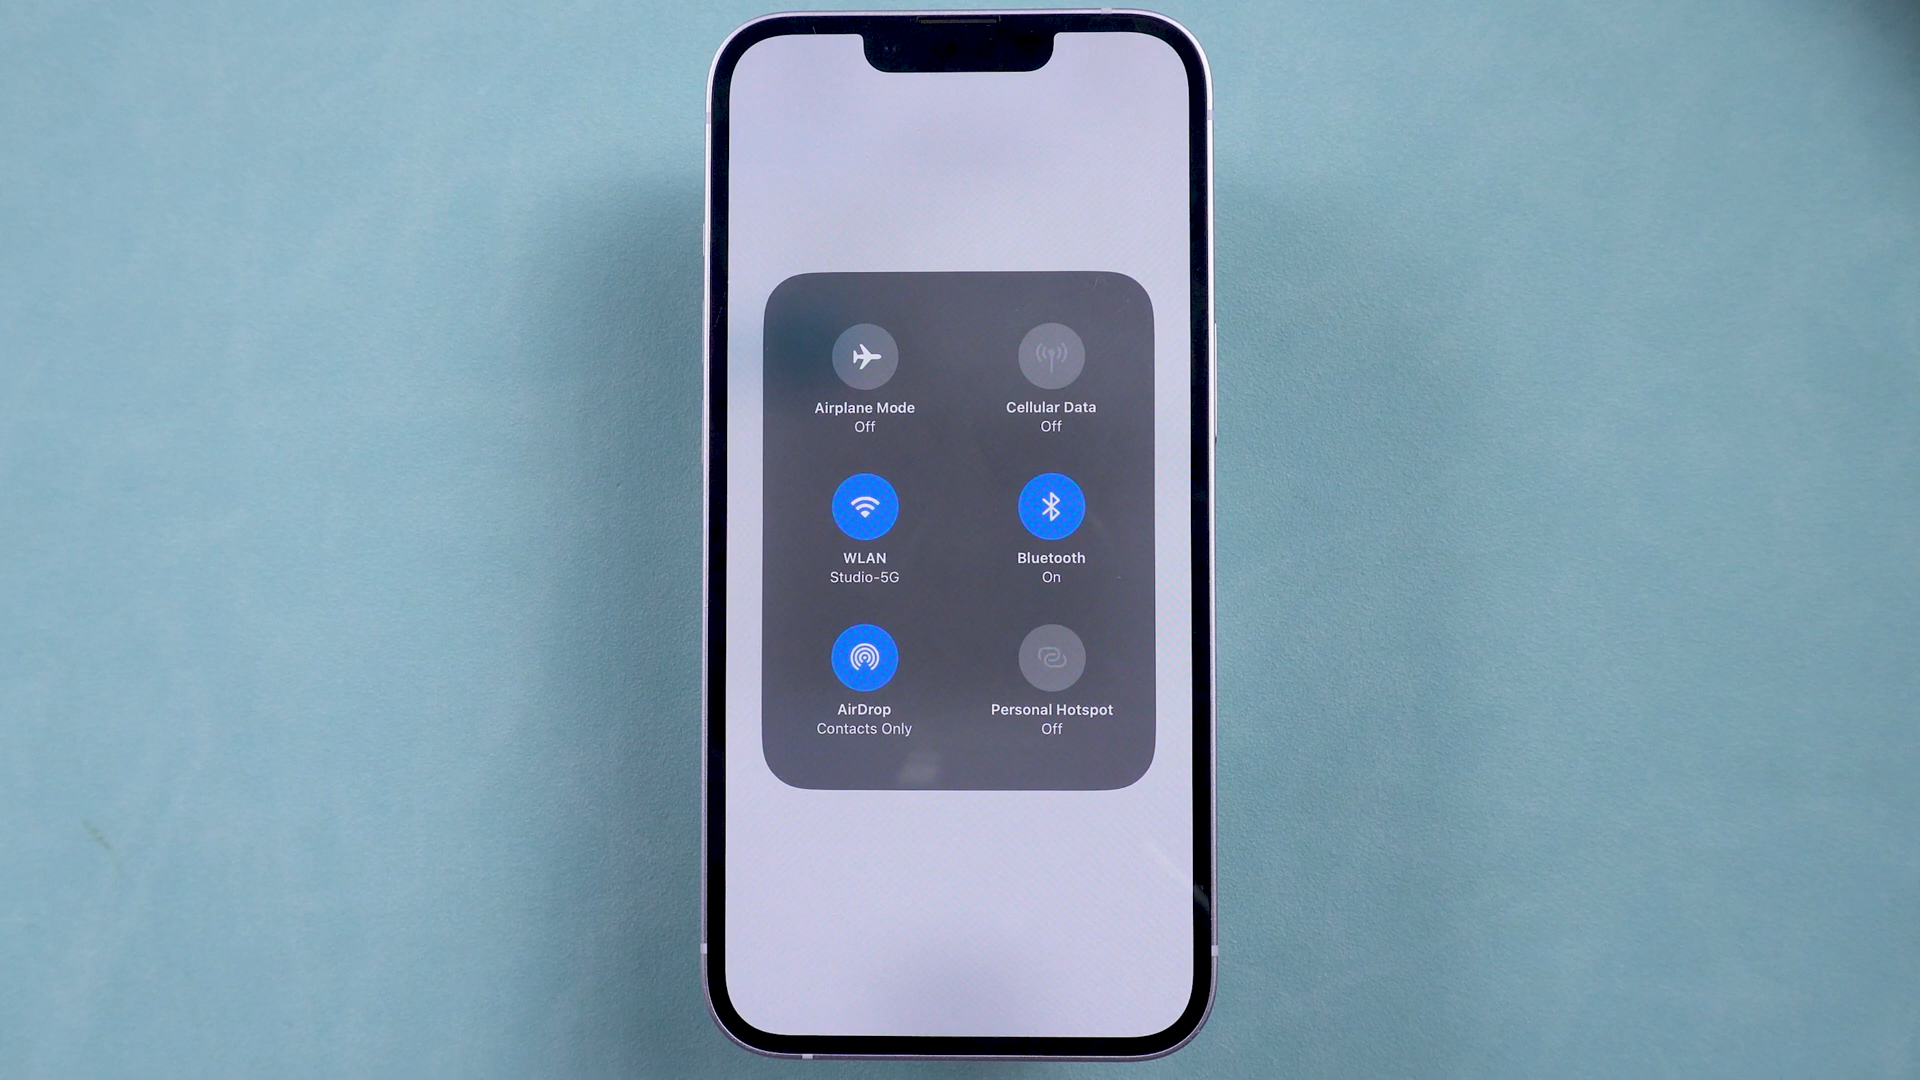 Airplane Mode
Off
Cellular Data
Off
WLAN
Studio-5G
Bluetooth
On
AirDrop
Contacts Only
Personal Hotspot
Off